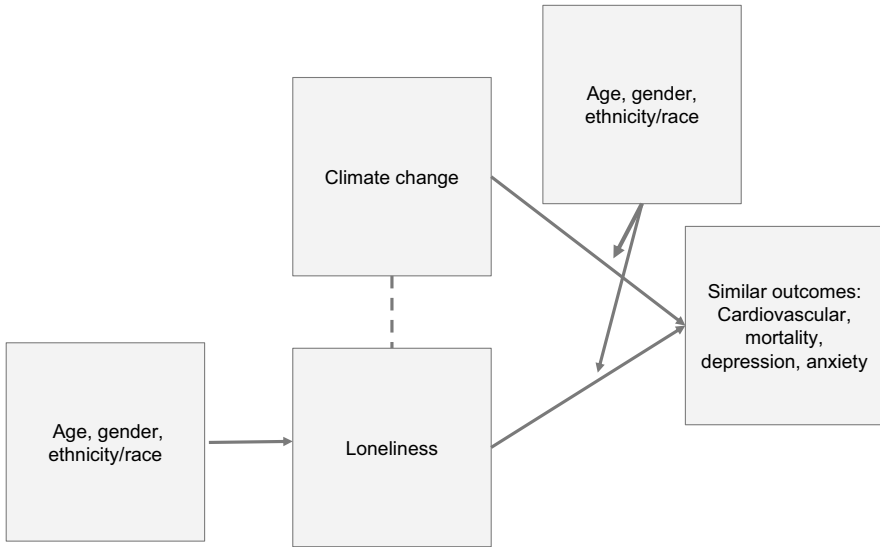 Age, gender,
ethnicity/race
Climate change
Similar outcomes:
Cardiovascular,
mortality,
depression, anxiety
Age, gender,
ethnicity/race
Loneliness